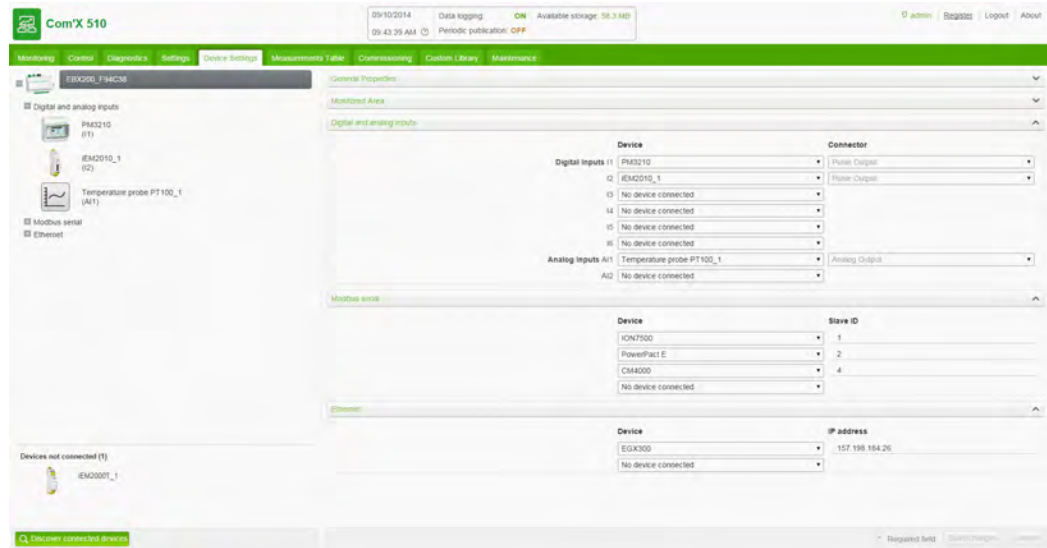 Com'X 510
09/10/2014
09:43:39 AM
Data logging: ON Available storage: 58.3 MB
Periodic publication: OFF
admin Register Logout About
Monitoring Control Diagnostics Settings Device Settings Measurements Table Commissioning Custom Library Maintenance
EBX200_F94C38
Digital and analog inputs
PM3210
(I1)
iEM2010_1
(I2)
Temperature probe PT100_1
(AI1)
Modbus serial
Ethernet
Devices not connected (1)
iEM2000T_1
Discover connected devices
General Properties
Monitored Area
Digital and analog inputs
Device Connector
Digital Inputs I1 PM3210 Pulse Output
I2 iEM2010_1 Pulse Output
I3 No device connected
I4 No device connected
I5 No device connected
I6 No device connected
Analog Inputs AI1 Temperature probe PT100_1 Analog Output
AI2 No device connected
Modbus serial
Device Slave ID
ION7500 1
PowerPact E 2
CM4000 4
No device connected
Ethernet
Device IP address
EGX300 157.198.184.26
No device connected
* Required field Save changes